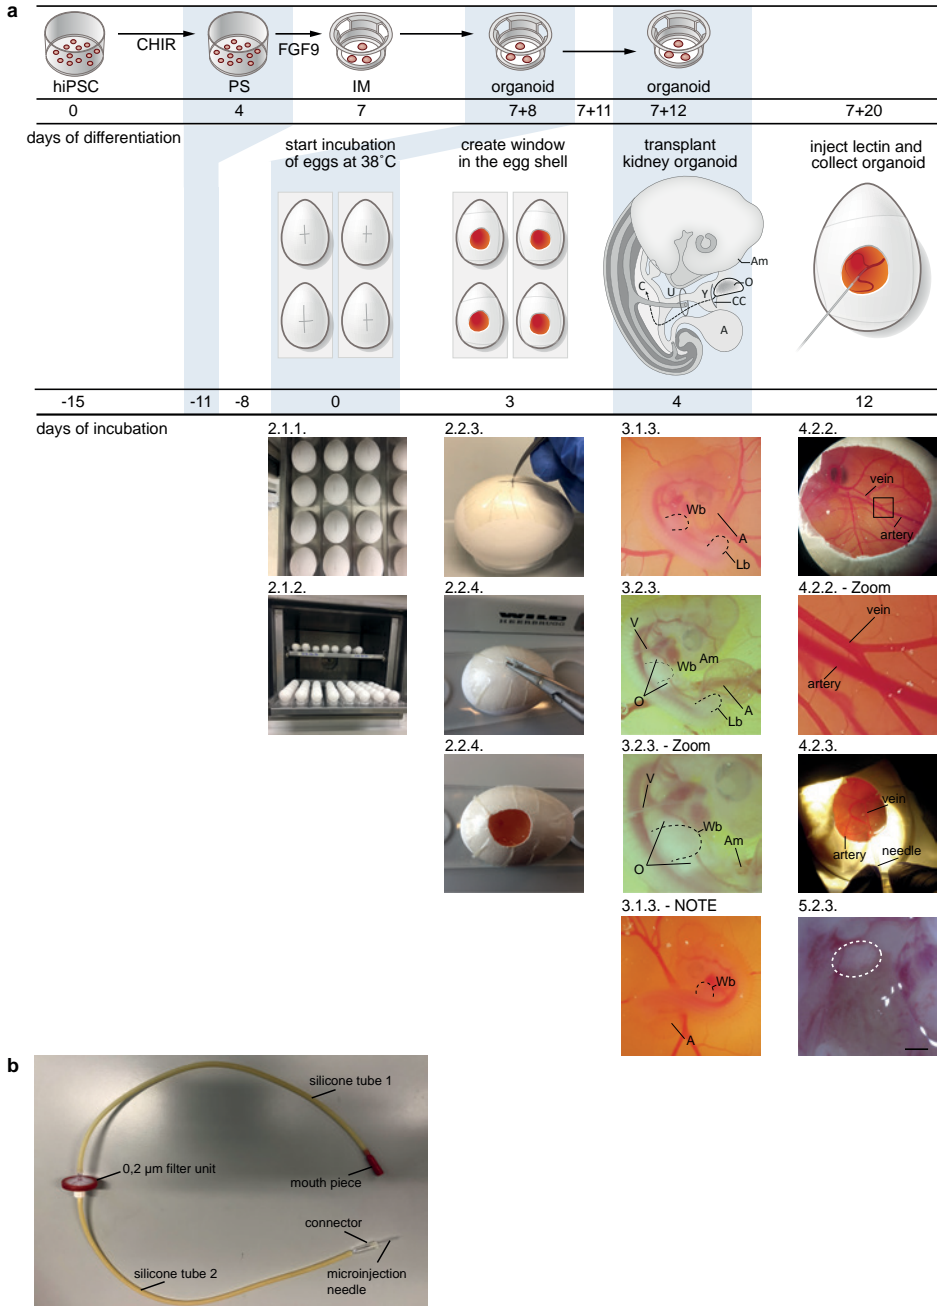 a
CHIR
FGF9
hiPSC
PS
IM
organoid
organoid
0
4
7
7+8
7+11
7+12
7+20
days of differentiation
start incubation
of eggs at 38˚C
create window
in the egg shell
transplant
kidney organoid
inject lectin and
collect organoid
Am
C
U
Y
O
CC
A
-15
-11
-8
0
3
4
12
days of incubation
2.1.1.
2.2.3.
3.1.3.
4.2.2.
Wb
A
Lb
vein
artery
2.1.2.
2.2.4.
3.2.3.
4.2.2. - Zoom
WILD
HEERBRUGG
V
Wb
Am
O
A
Lb
vein
artery
2.2.4.
3.2.3. - Zoom
4.2.3.
V
Wb
Am
O
vein
artery
needle
3.1.3. - NOTE
5.2.3.
Wb
A
b
silicone tube 1
0,2 µm filter unit
mouth piece
connector
silicone tube 2
microinjection
needle